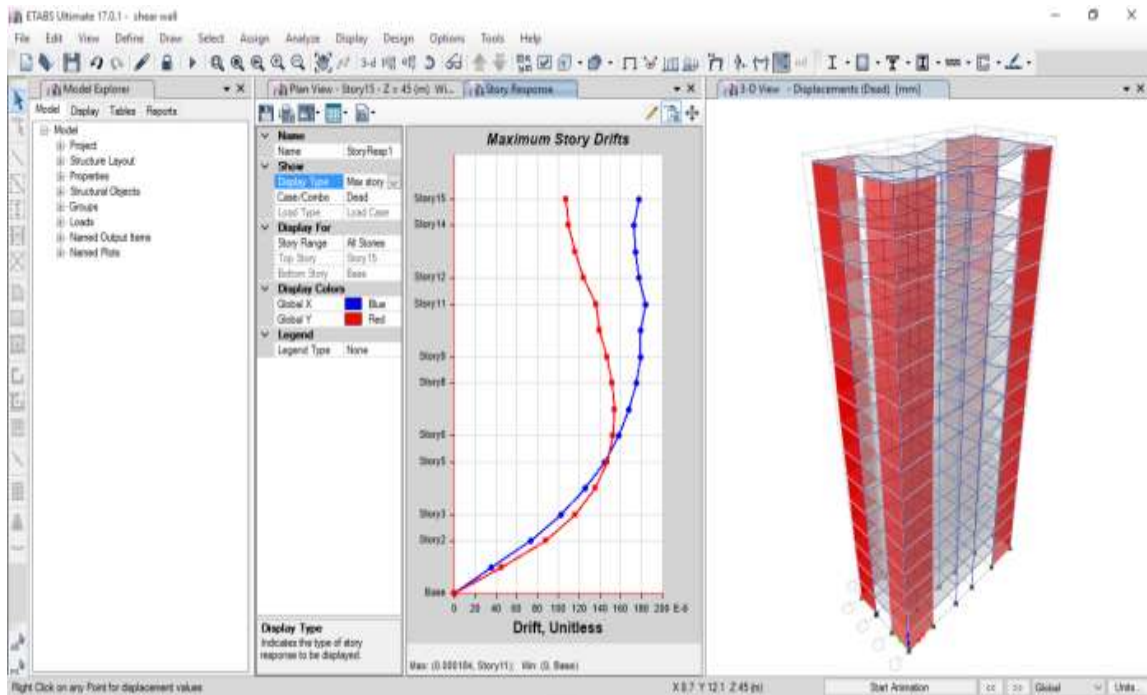 ETABS Ultimate 17.0.1 - shear wall
File Edit View Define Draw Select Assign Analyze Display Design Options Tools Help
Model Explorer
Model Display Tables Reports
Model
Project
Structure Layout
Properties
Structural Objects
Groups
Loads
Named Output Items
Named Plots
Plan View - Story15 - Z = 45 (m) Wi...
Story Response
Name
Name StoryResp1
Show
Display Type Max story
Case/Combo Dead
Load Type Load Case
Display For
Story Range All Stories
Top Story Story15
Bottom Story Base
Display Colors
Global X Blue
Global Y Red
Legend
Legend Type None
Display Type
Indicates the type of story
response to be displayed.
Maximum Story Drifts
Story15
Story14
Story12
Story11
Story9
Story8
Story6
Story5
Story3
Story2
Base
0 20 40 60 80 100 120 140 160 180 200 E-6
Drift, Unitless
Max: (0.000184, Story11); Min: (0, Base)
3-D View - Displacements (Dead) [mm]
Right Click on any Point for displacement values
X 8.7 Y 12.1 Z 45 (m)
Start Animation
<< >>
Global
Units